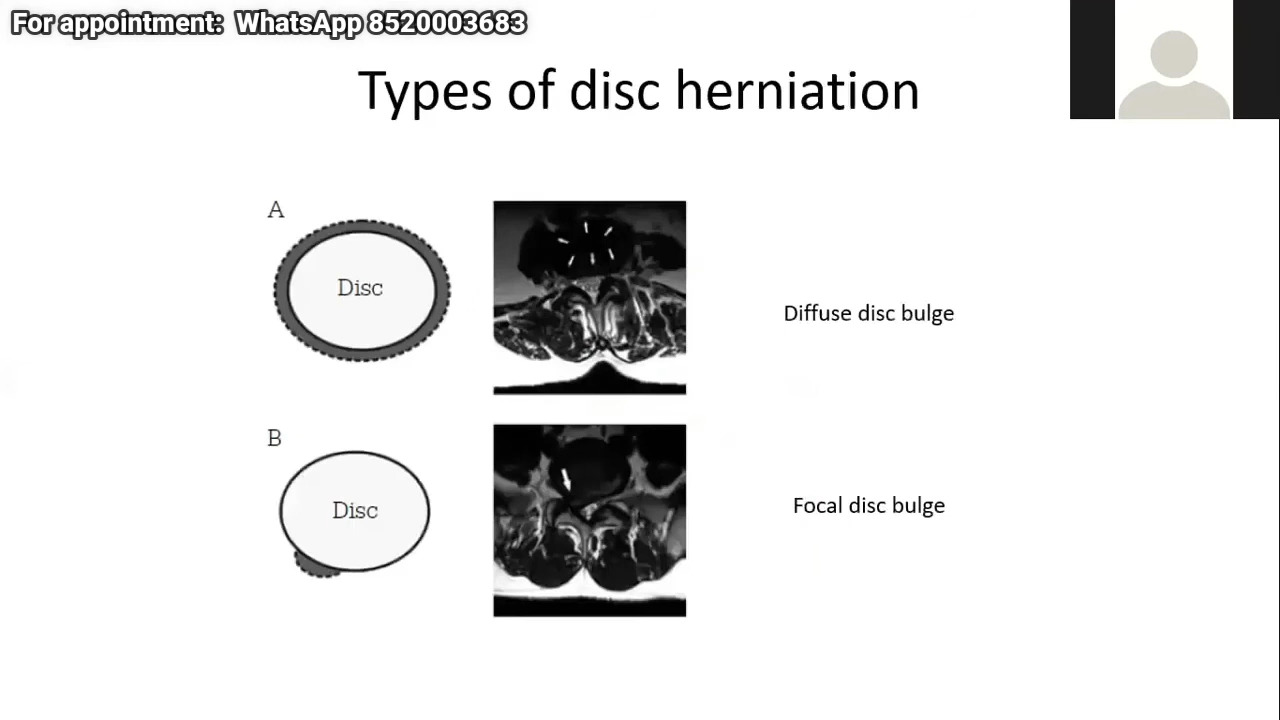 For appointment: WhatsApp 8520003683
Types of disc herniation
A
Disc
Diffuse disc bulge
B
Disc
Focal disc bulge